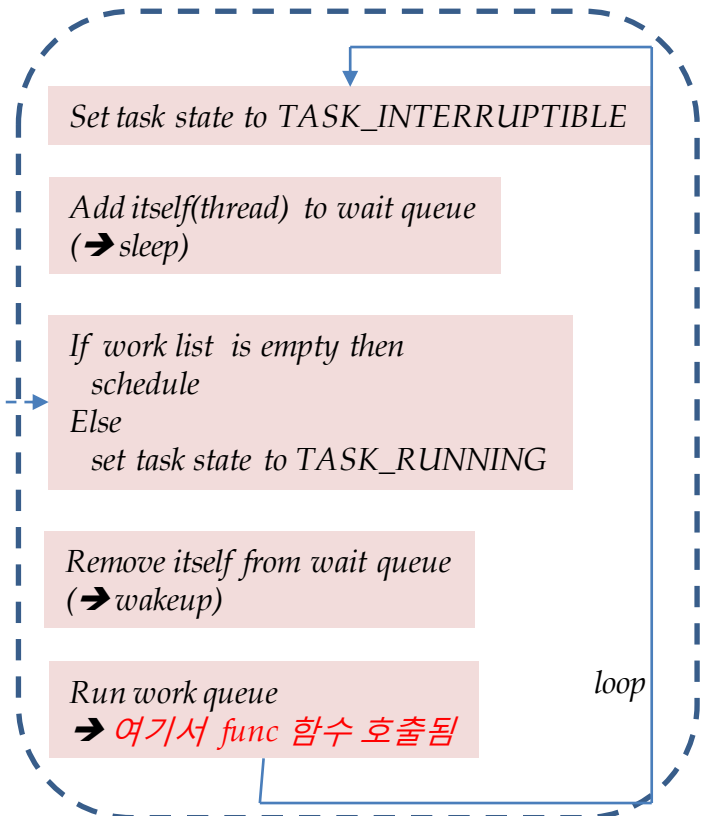 Set task state to TASK_INTERRUPTIBLE
Add itself(thread) to wait queue
(➔ sleep)
If work list is empty then
schedule
Else
set task state to TASK_RUNNING
Remove itself from wait queue
(➔ wakeup)
Run work queue
➔ 여기서 func 함수 호출됨
loop